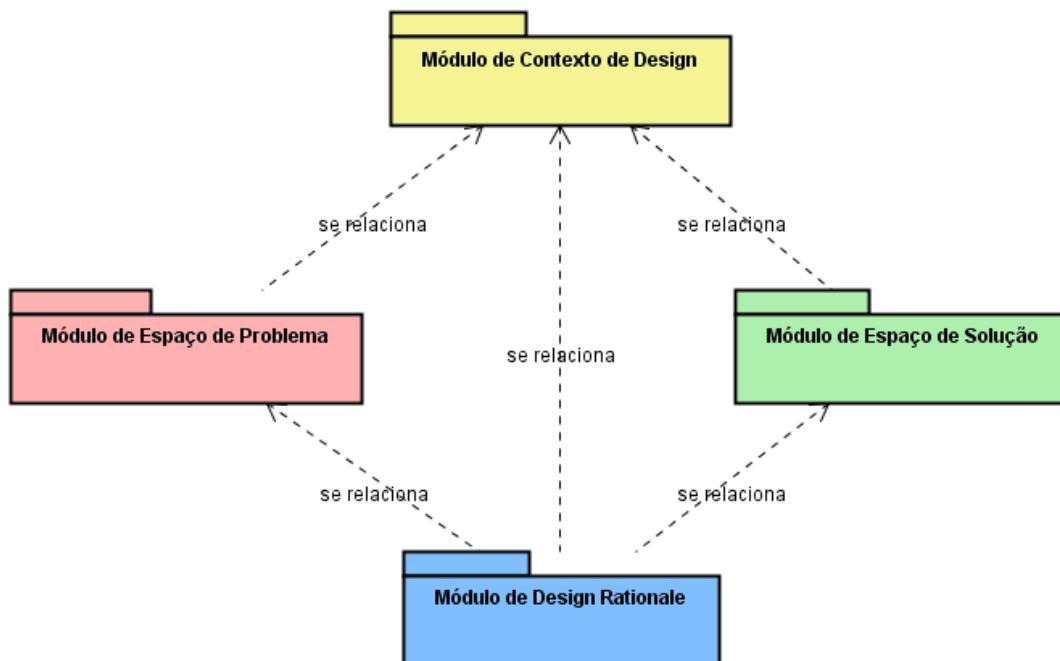 Módulo de Contexto de Design
se relaciona
se relaciona
Módulo de Espaço de Problema
Módulo de Espaço de Solução
se relaciona
se relaciona
se relaciona
Módulo de Design Rationale